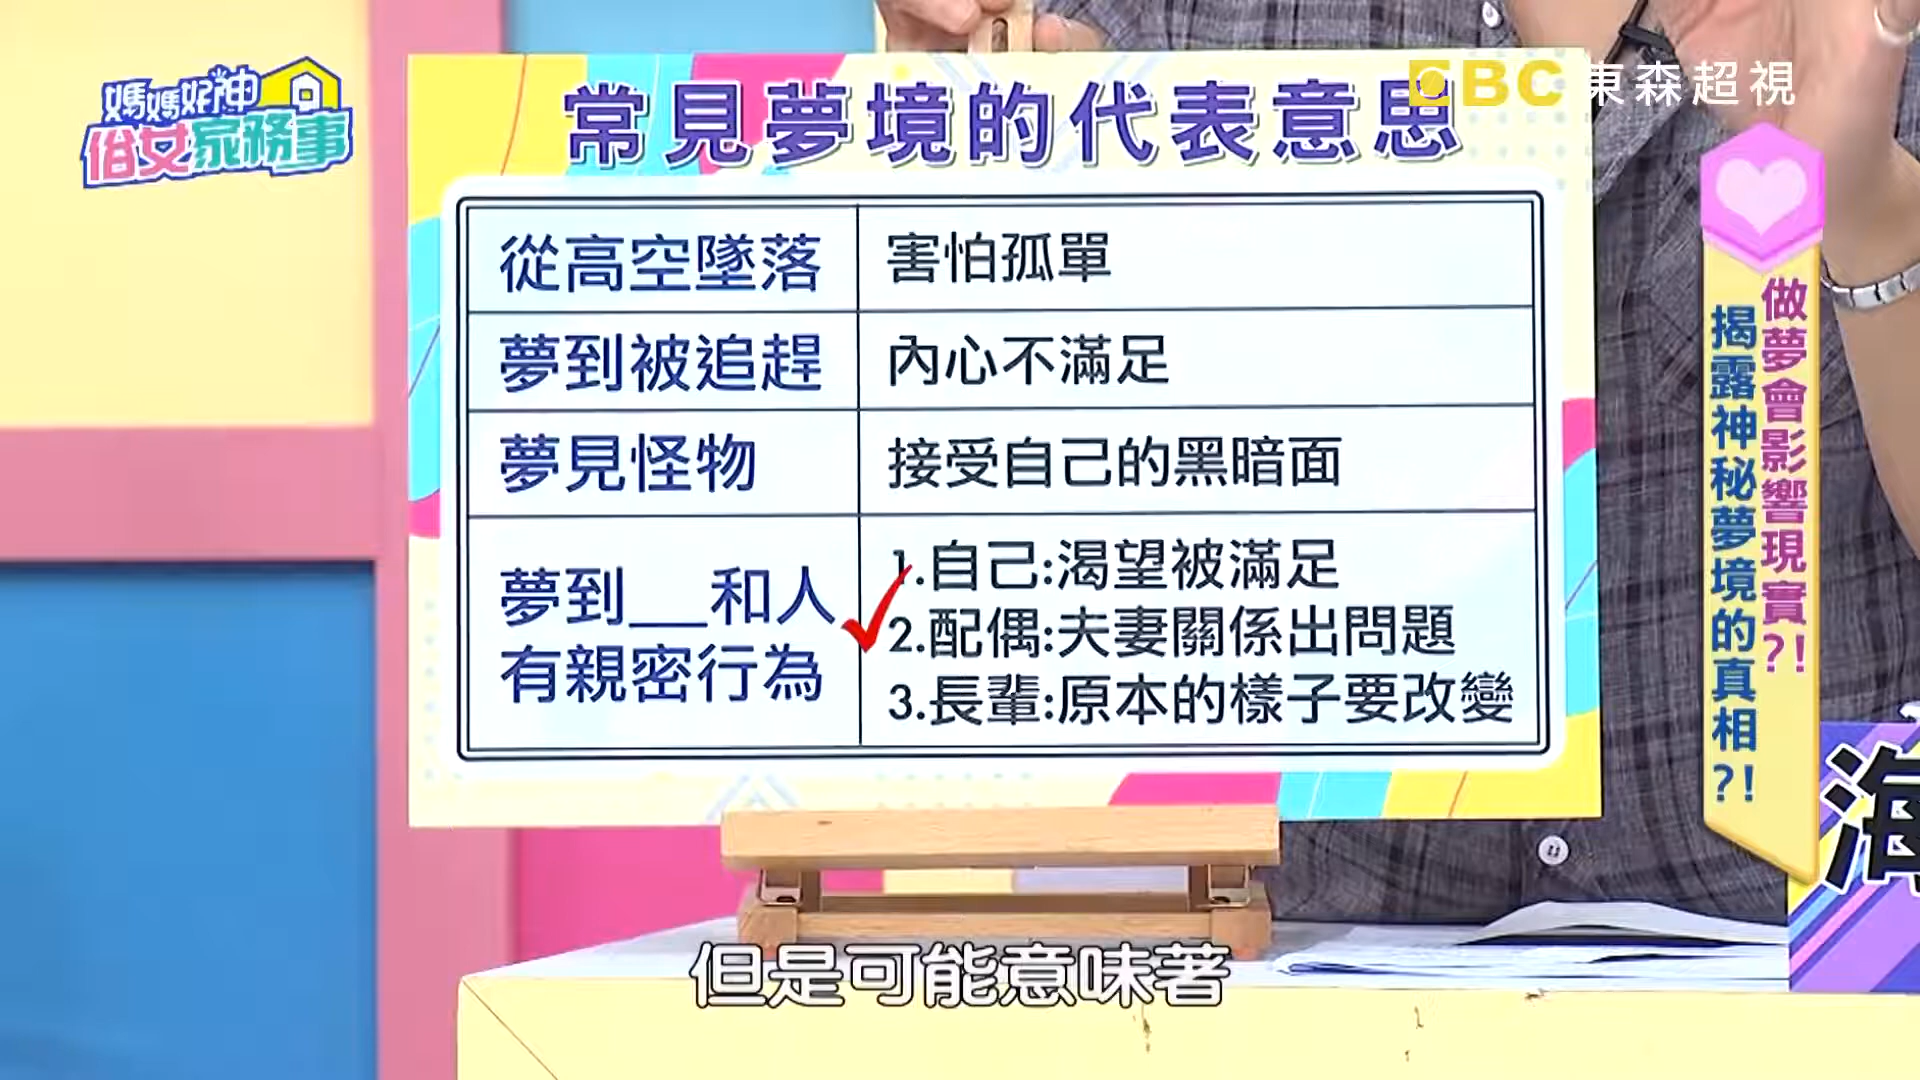 媽媽好神
俗女家務事
EBC 東森超視
常見夢境的代表意思
從高空墜落 害怕孤單
夢到被追趕 內心不滿足
夢見怪物 接受自己的黑暗面
夢到__和人
有親密行為
1.自己:渴望被滿足
2.配偶:夫妻關係出問題
3.長輩:原本的樣子要改變
做夢會影響現實?!
揭露神秘夢境的真相?!
海
但是可能意味著